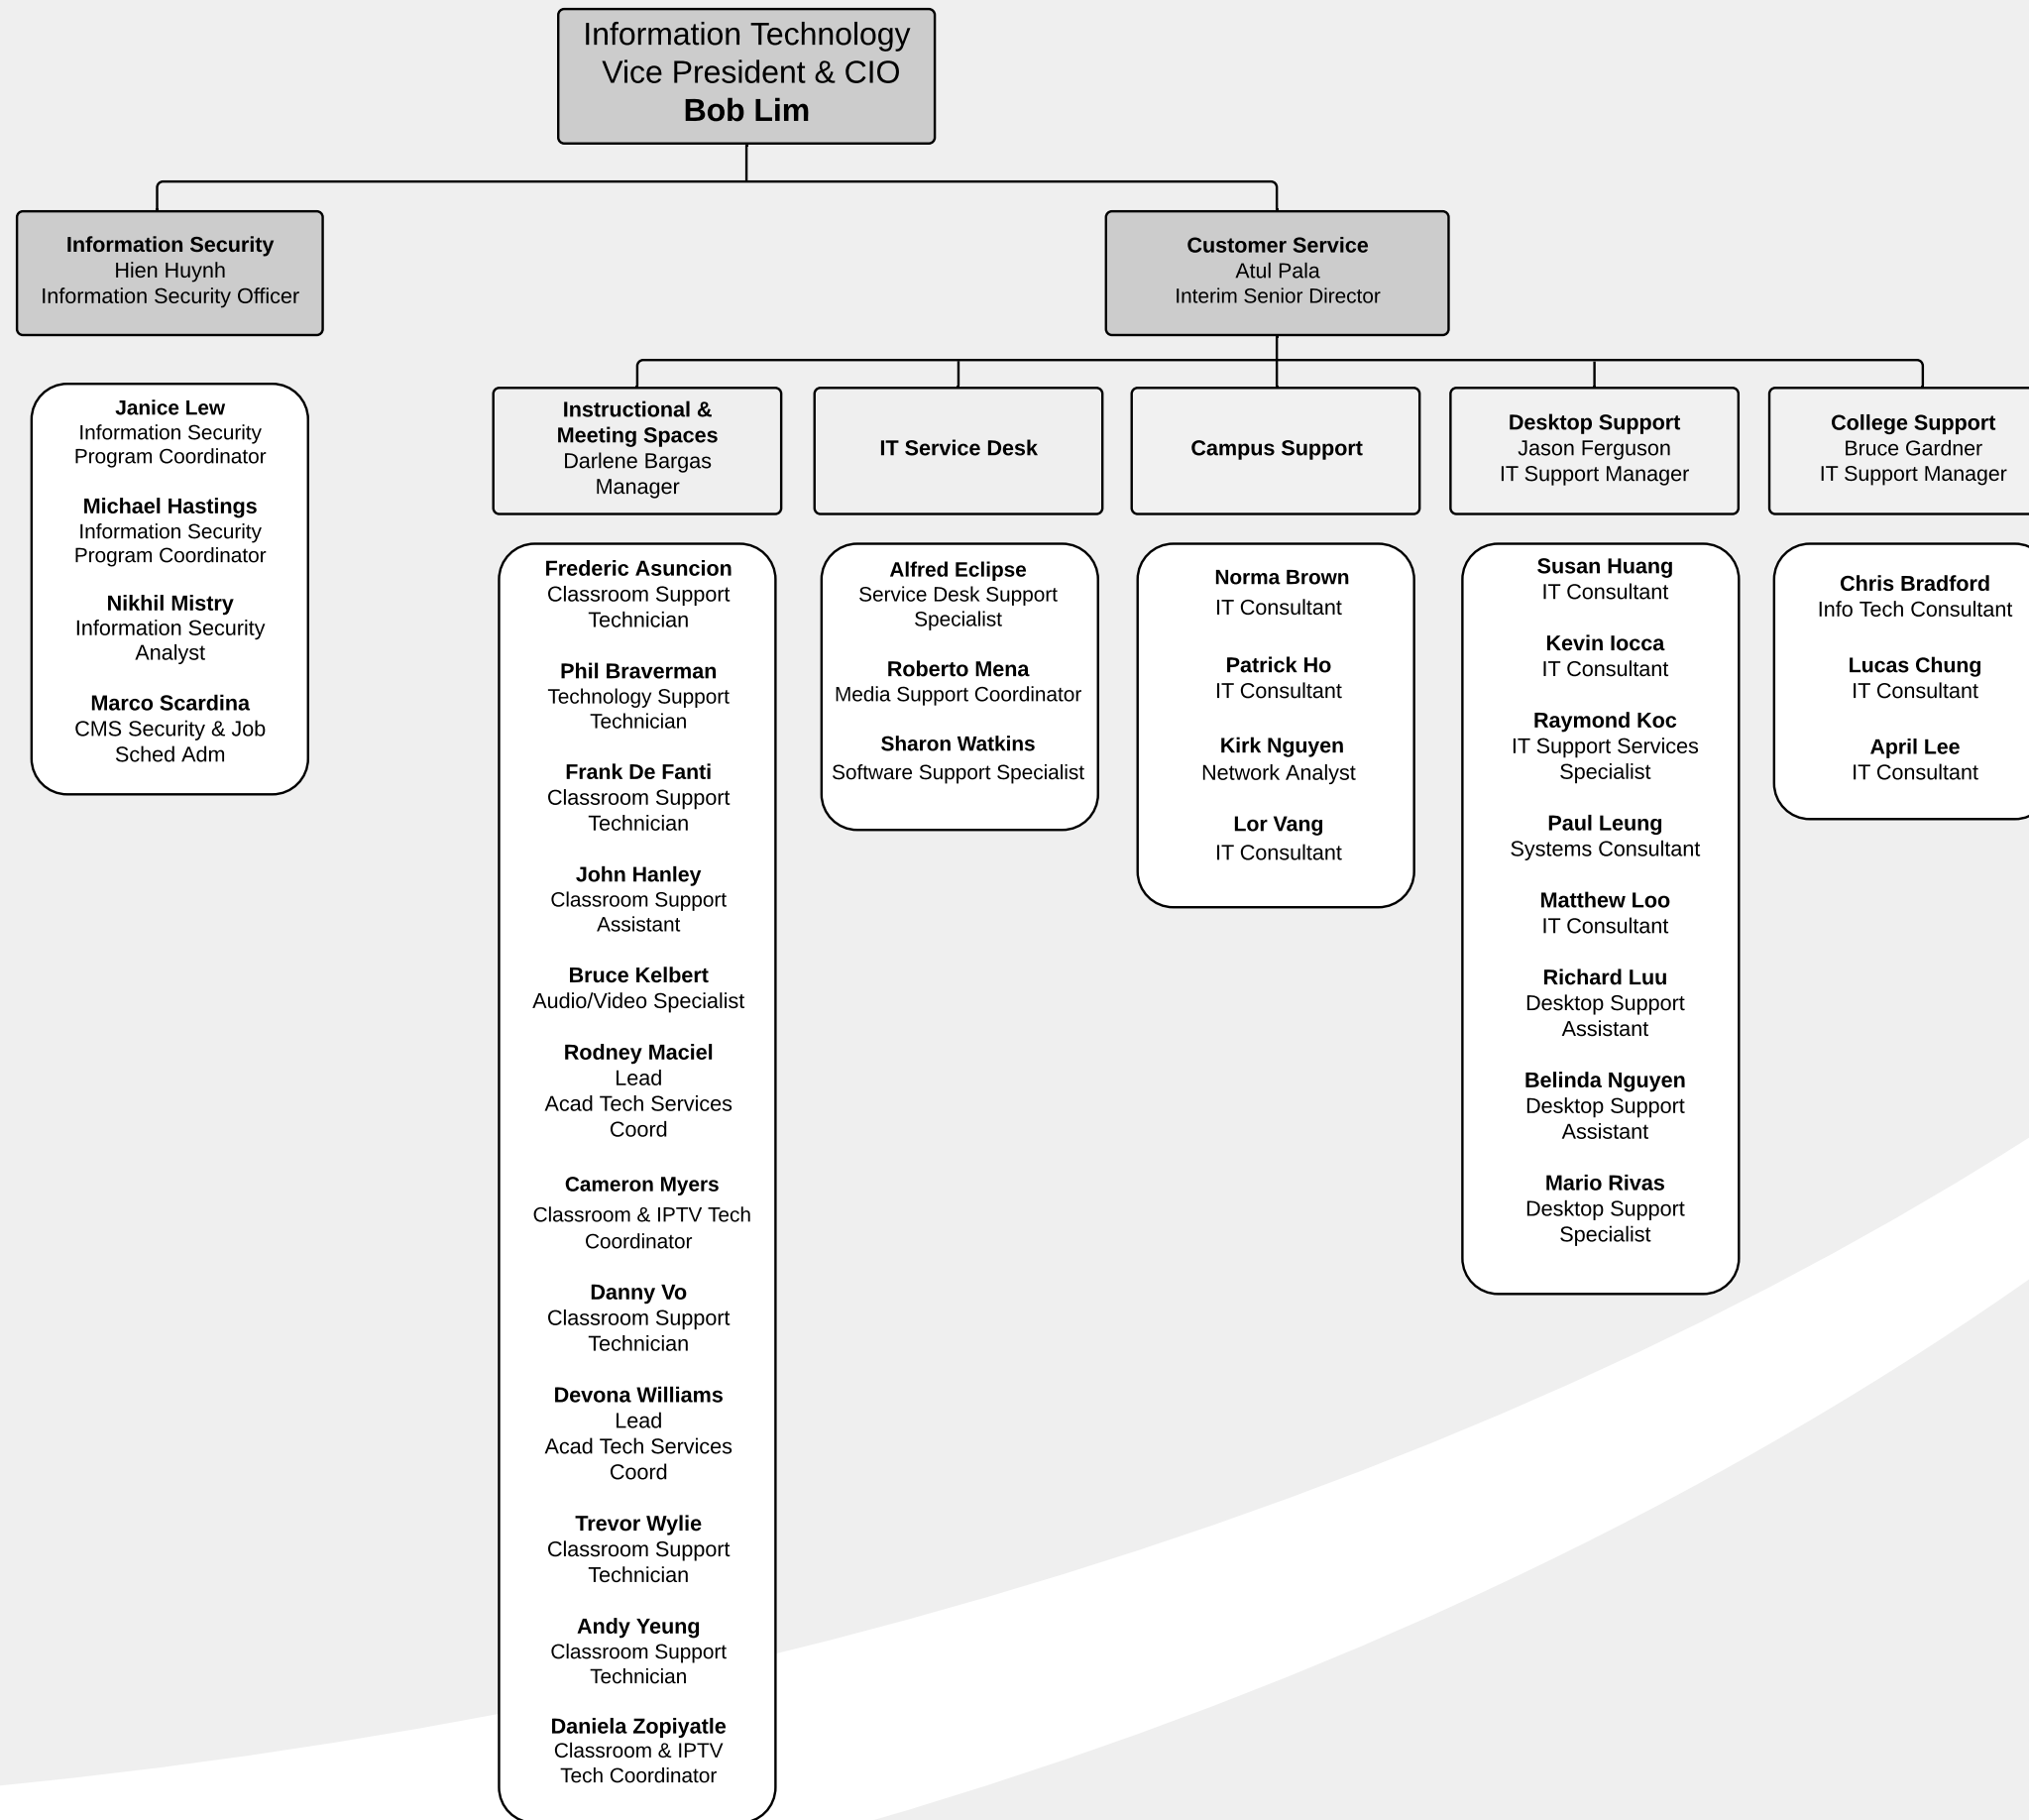 Information Technology
Vice President & CIO
Bob Lim
Information Security
Hien Huynh
Information Security Officer
Customer Service
Atul Pala
Interim Senior Director
Janice Lew
Information Security
Program Coordinator
Michael Hastings
Information Security
Program Coordinator
Nikhil Mistry
Information Security
Analyst
Marco Scardina
CMS Security & Job
Sched Adm
Instructional &
Meeting Spaces
Darlene Bargas
Manager
IT Service Desk
Campus Support
Desktop Support
Jason Ferguson
IT Support Manager
College Support
Bruce Gardner
IT Support Manager
Frederic Asuncion
Classroom Support
Technician
Phil Braverman
Technology Support
Technician
Frank De Fanti
Classroom Support
Technician
John Hanley
Classroom Support
Assistant
Bruce Kelbert
Audio/Video Specialist
Rodney Maciel
Lead
Acad Tech Services
Coord
Cameron Myers
Classroom & IPTV Tech
Coordinator
Danny Vo
Classroom Support
Technician
Devona Williams
Lead
Acad Tech Services
Coord
Trevor Wylie
Classroom Support
Technician
Andy Yeung
Classroom Support
Technician
Daniela Zopiyatle
Classroom & IPTV
Tech Coordinator
Alfred Eclipse
Service Desk Support
Specialist
Roberto Mena
Media Support Coordinator
Sharon Watkins
Software Support Specialist
Norma Brown
IT Consultant
Patrick Ho
IT Consultant
Kirk Nguyen
Network Analyst
Lor Vang
IT Consultant
Susan Huang
IT Consultant
Kevin Iocca
IT Consultant
Raymond Koc
IT Support Services
Specialist
Paul Leung
Systems Consultant
Matthew Loo
IT Consultant
Richard Luu
Desktop Support
Assistant
Belinda Nguyen
Desktop Support
Assistant
Mario Rivas
Desktop Support
Specialist
Chris Bradford
Info Tech Consultant
Lucas Chung
IT Consultant
April Lee
IT Consultant